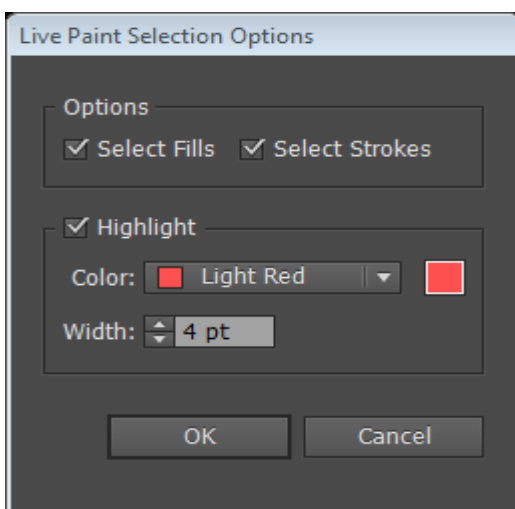 Live Paint Selection Options
Options
Select Fills Select Strokes
Highlight
Color: Light Red
Width: 4 pt
OK Cancel